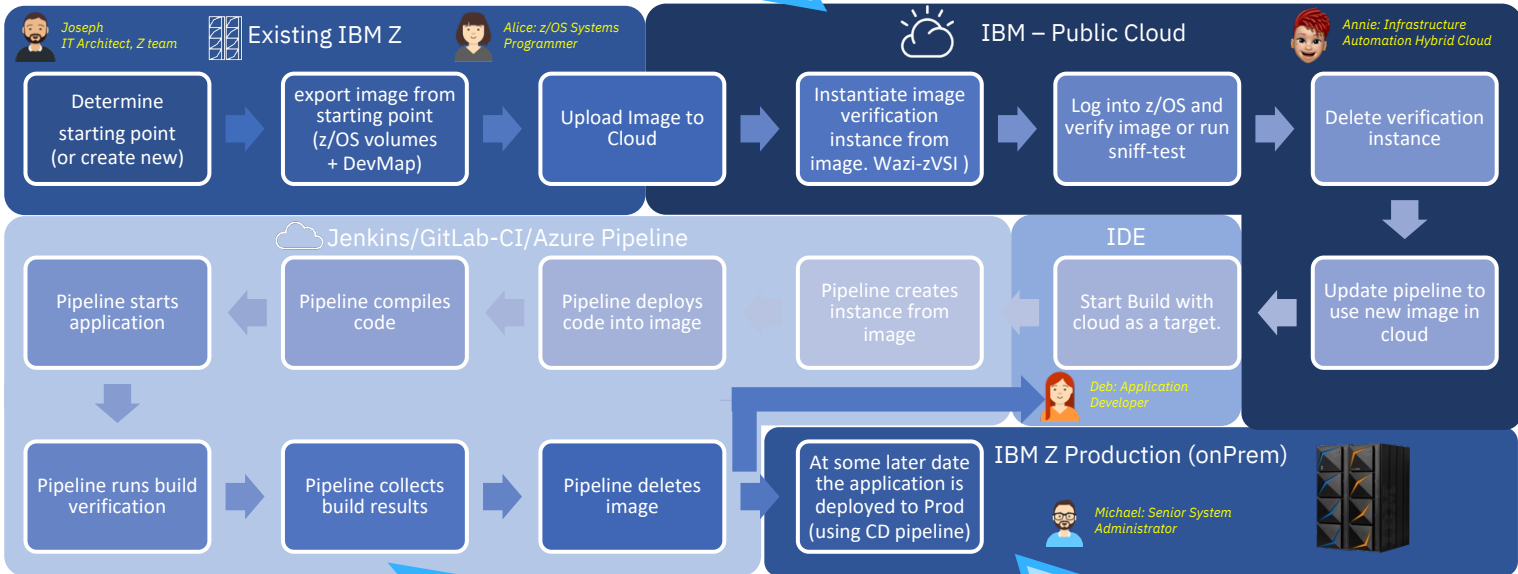 Joseph
IT Architect, Z team
Existing IBM Z
Alice: z/OS Systems
Programmer
IBM – Public Cloud
Annie: Infrastructure
Automation Hybrid Cloud
Determine
starting point
(or create new)
export image from
starting point
(z/OS volumes
+ DevMap)
Upload Image to
Cloud
Instantiate image
verification
instance from
image. Wazi-zVSI )
Log into z/OS and
verify image or run
sniff-test
Delete verification
instance
Jenkins/GitLab-CI/Azure Pipeline
IDE
Pipeline starts
application
Pipeline compiles
code
Pipeline deploys
code into image
Pipeline creates
instance from
image
Start Build with
cloud as a target.
Update pipeline to
use new image in
cloud
Deb: Application
Developer
Pipeline runs build
verification
Pipeline collects
build results
Pipeline deletes
image
At some later date
the application is
deployed to Prod
(using CD pipeline)
IBM Z Production (onPrem)
Michael: Senior System
Administrator